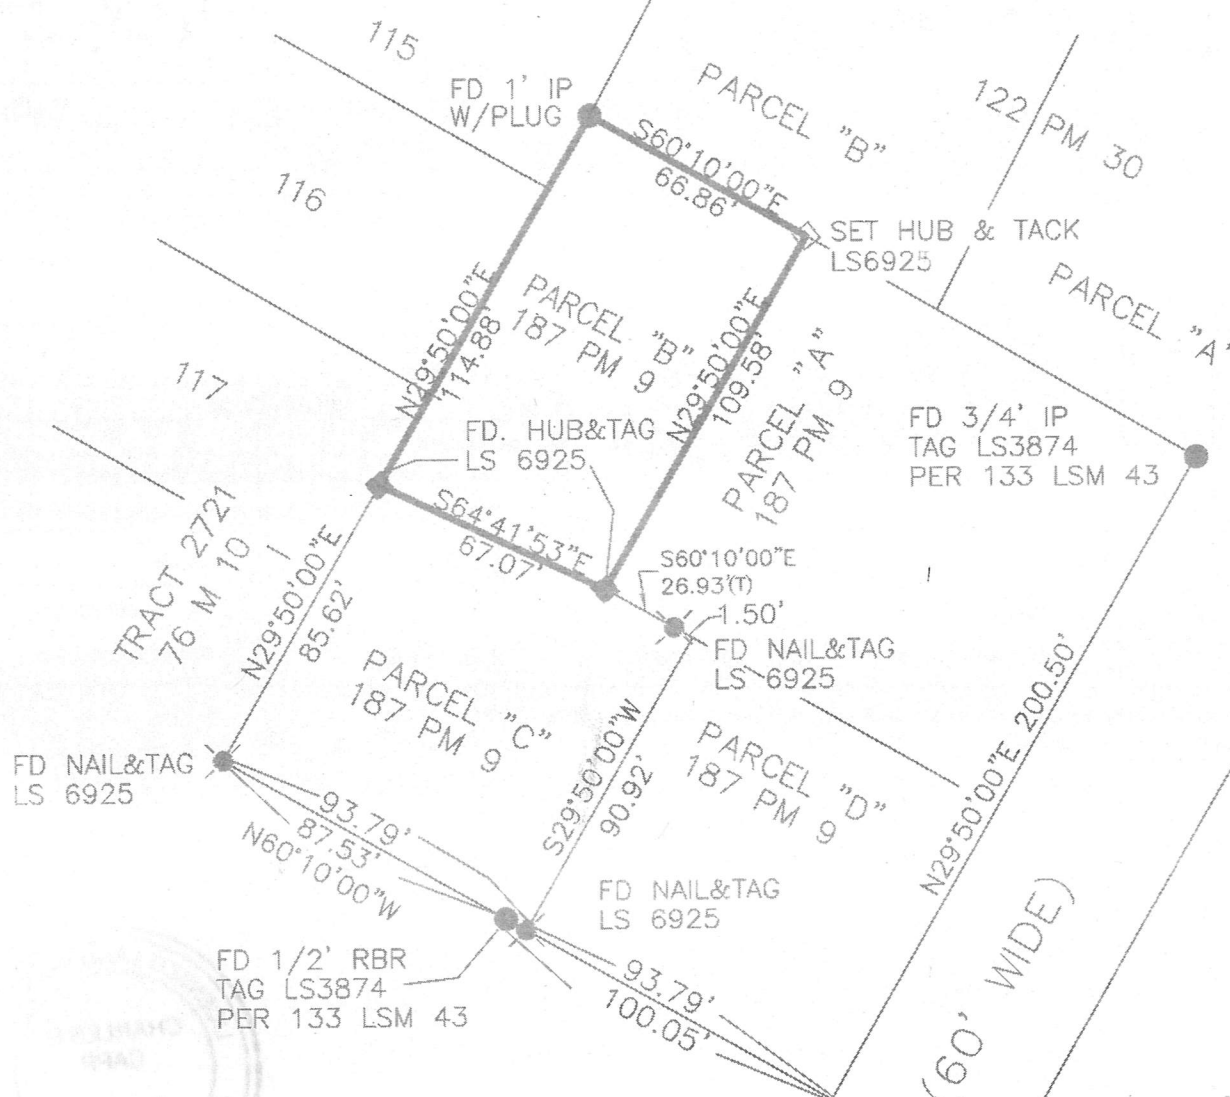 115
FD 1' IP
W/PLUG
PARCEL "B"
122 PM 30
S60°10'00"E
66.86'
116
SET HUB & TACK
LS6925
PARCEL "A"
N29°50'00"E
114.88'
PARCEL "B"
187 PM 9
N29°50'00"E
109.58'
PARCEL "A"
187 PM 9
117
FD. HUB&TAG
LS 6925
FD 3/4' IP
TAG LS3874
PER 133 LSM 43
S64°41'53"E
67.07'
TRACT 2721
76 M 10
N29°50'00"E
85.62'
S60°10'00"E
26.93'(T)
1.50'
FD NAIL&TAG
LS 6925
PARCEL "C"
187 PM 9
S29°50'00"W
90.92'
PARCEL "D"
187 PM 9
N29°50'00"E 200.50'
FD NAIL&TAG
LS 6925
93.79'
87.53'
N60°10'00"W
FD NAIL&TAG
LS 6925
FD 1/2' RBR
TAG LS3874
PER 133 LSM 43
93.79'
100.05'
(60' WIDE)